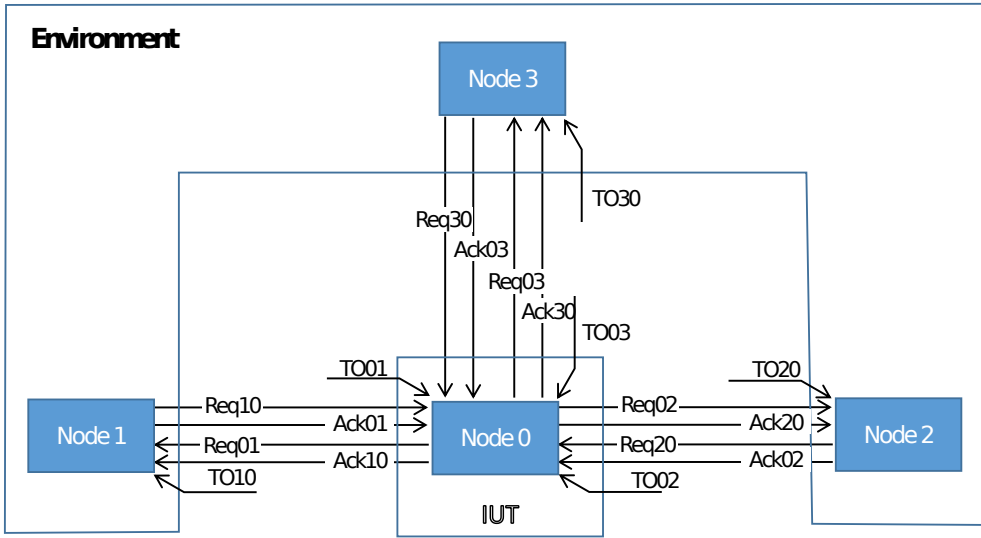 Environment
Node 3
TO30
Req30
Ack03
Req03
Ack30
TO03
TO01
TO20
Req10
Req02
Node 1
Ack01
Node 0
Ack20
Node 2
Req01
Req20
Ack10
Ack02
TO10
TO02
IUT